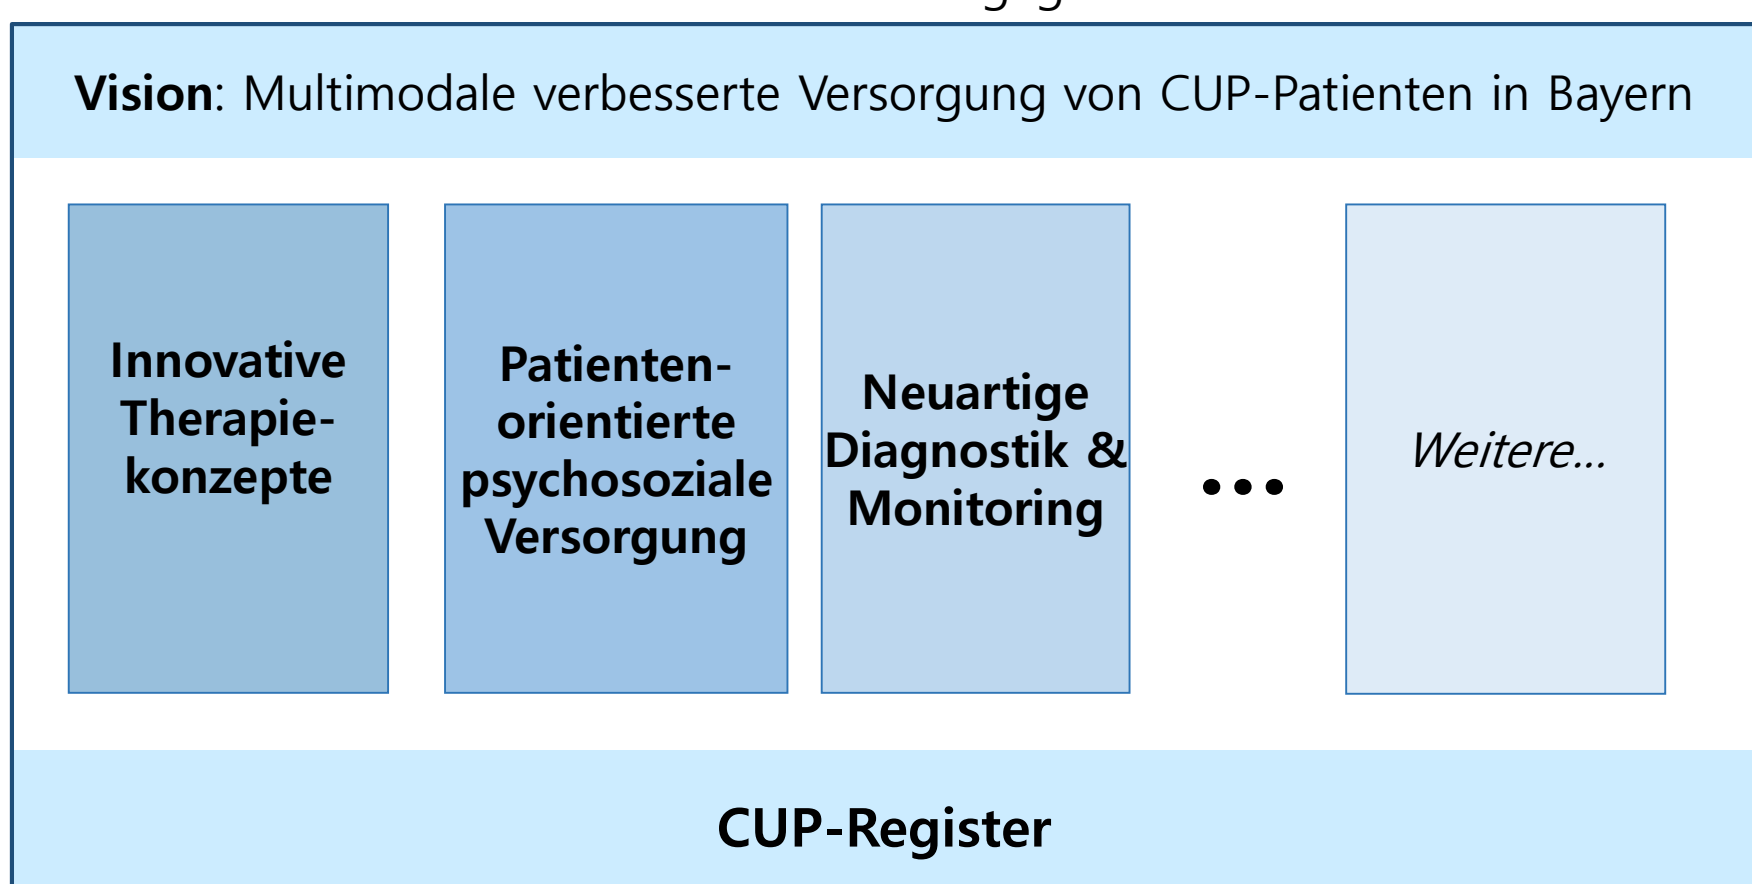 Vision: Multimodale verbesserte Versorgung von CUP-Patienten in Bayern
Innovative
Therapie-
konzepte
Patienten-
orientierte
psychosoziale
Versorgung
Neuartige
Diagnostik &
Monitoring
...
Weitere...
CUP-Register